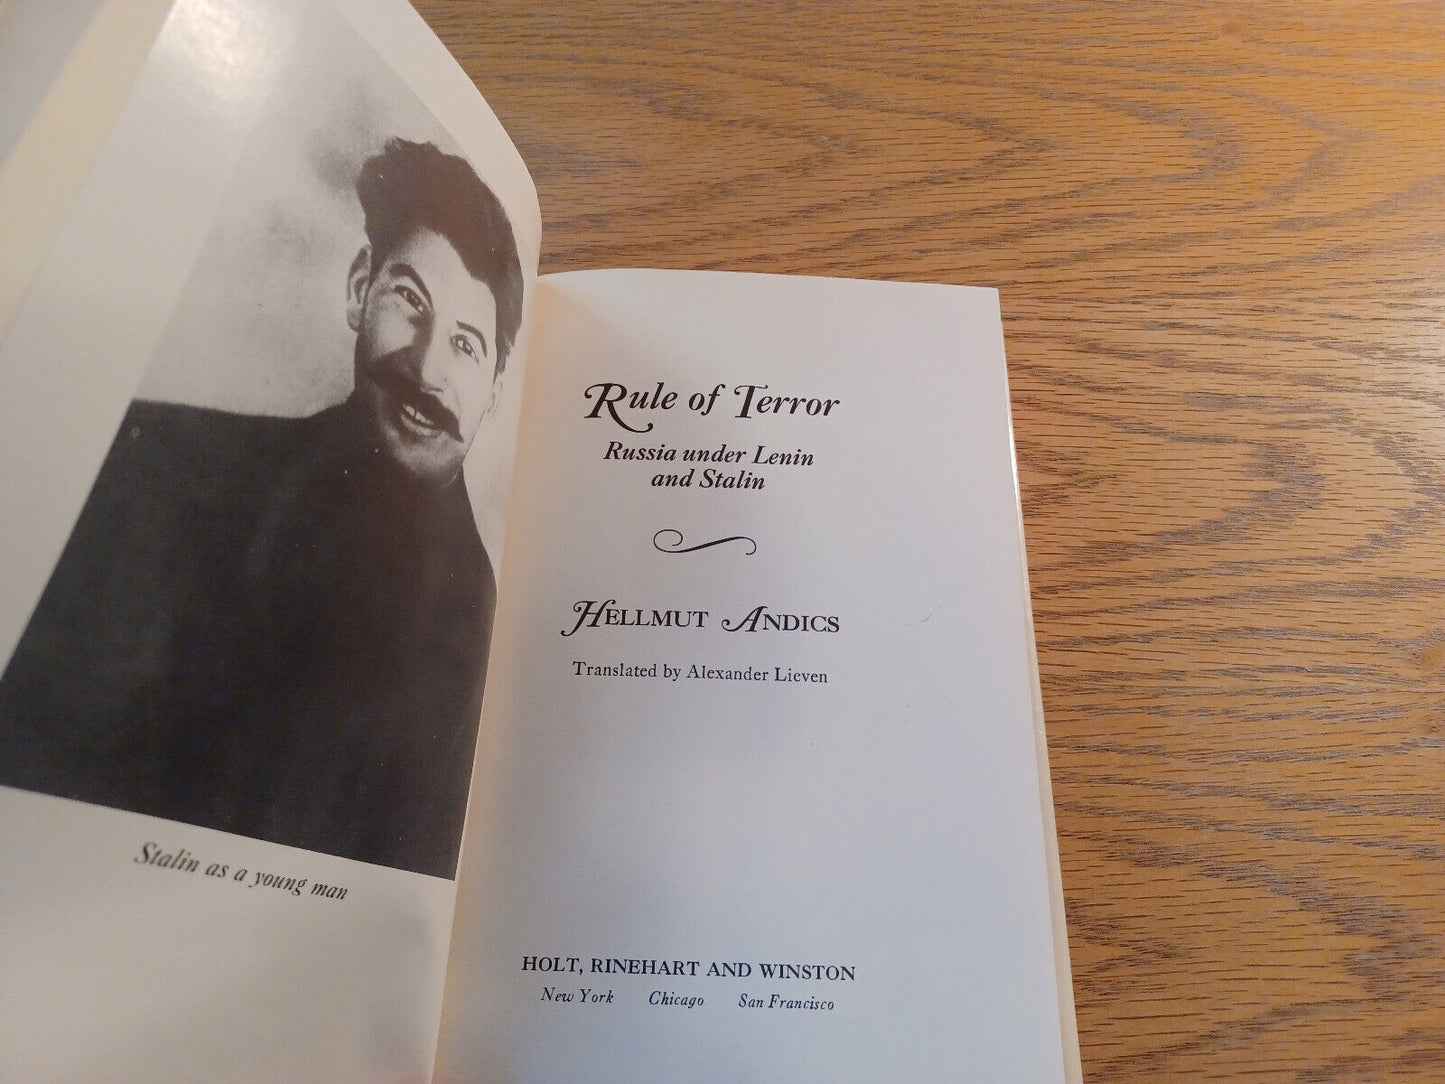 Stalin as a young man
Rule of Terror
Russia under Lenin
and Stalin
HELLMUT ANDICS
Translated by Alexander Lieven
HOLT, RINEHART AND WINSTON
New York Chicago San Francisco